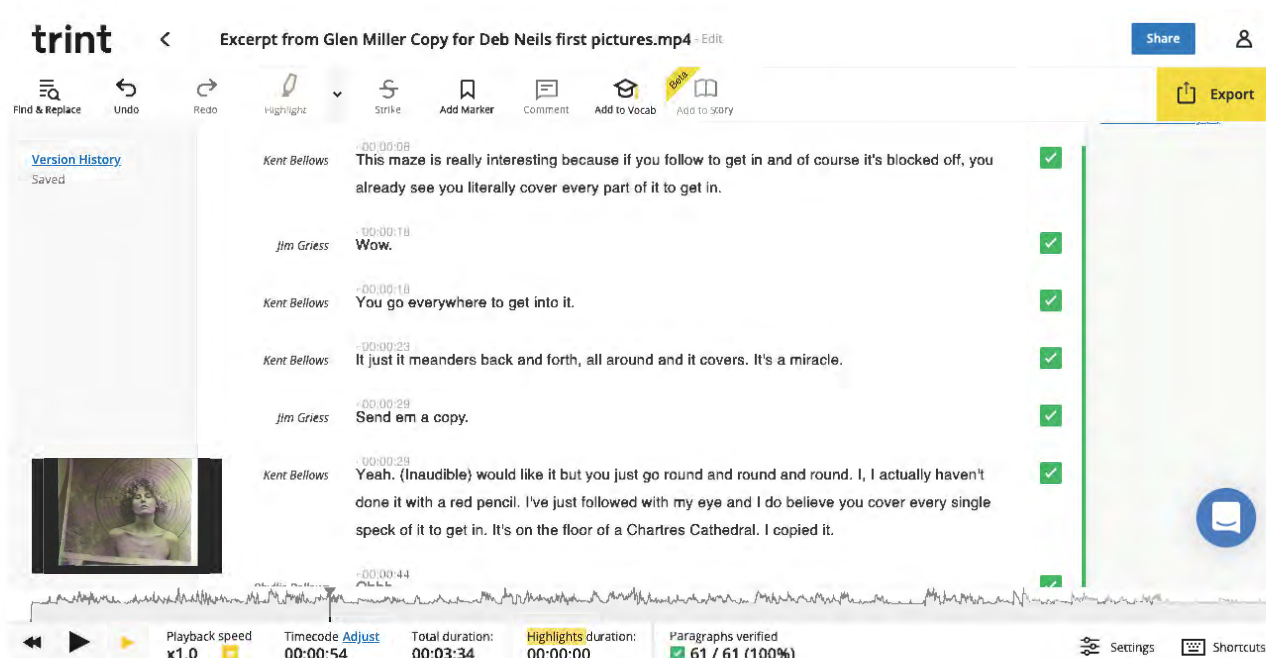 trint
Excerpt from Glen Miller Copy for Deb Neils first pictures.mp4 - Edit
Share
Find & Replace
Undo
Redo
Highlight
Strike
Add Marker
Comment
Add to Vocab
Beta
Add to story
Export
Version History
Saved
00:00:08
Kent Bellows This maze is really interesting because if you follow to get in and of course it's blocked off, you
already see you literally cover every part of it to get in.
00:00:18
Jim Griess Wow.
00:00:18
Kent Bellows You go everywhere to get into it.
00:00:23
Kent Bellows It just it meanders back and forth, all around and it covers. It's a miracle.
00:00:29
Jim Griess Send em a copy.
00:00:29
Kent Bellows Yeah. (Inaudible) would like it but you just go round and round and round. I, I actually haven't
done it with a red pencil. I've just followed with my eye and I do believe you cover every single
speck of it to get in. It's on the floor of a Chartres Cathedral. I copied it.
00:00:44
Playback speed
x1.0
Timecode Adjust
00:00:54
Total duration:
00:03:34
Highlights duration:
00:00:00
Paragraphs verified
61 / 61 (100%)
Settings
Shortcuts